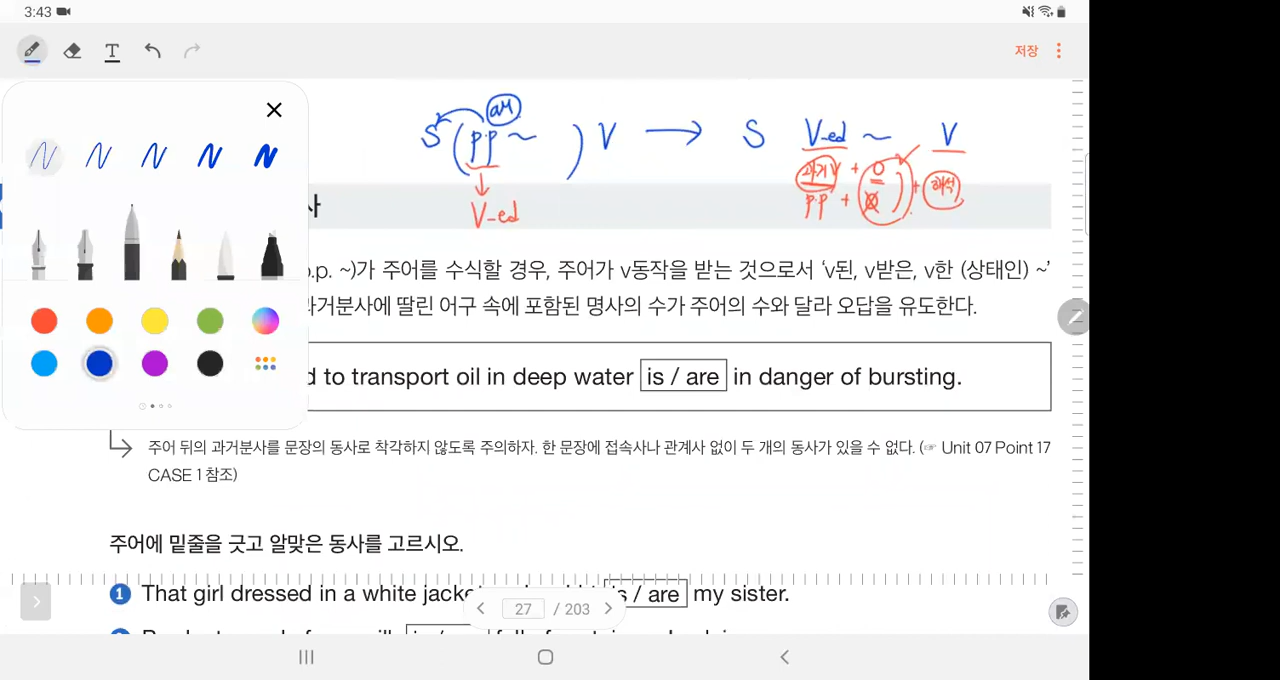 3:43
저장
S (p.p ~ ) V → S V-ed ~ V
수식
과거V + O
V-ed
p.p + + 해석
사
o.p. ~)가 주어를 수식할 경우, 주어가 v동작을 받는 것으로서 'v된, v받은, v한 (상태인) ~'
과거분사에 딸린 어구 속에 포함된 명사의 수가 주어의 수와 달라 오답을 유도한다.
d to transport oil in deep water is / are in danger of bursting.
주어 뒤의 과거분사를 문장의 동사로 착각하지 않도록 주의하자. 한 문장에 접속사나 관계사 없이 두 개의 동사가 있을 수 없다. (☞ Unit 07 Point 17
CASE 1 참조)
주어에 밑줄을 긋고 알맞은 동사를 고르시오.
1 That girl dressed in a white jacket is / are my sister.
27 / 203